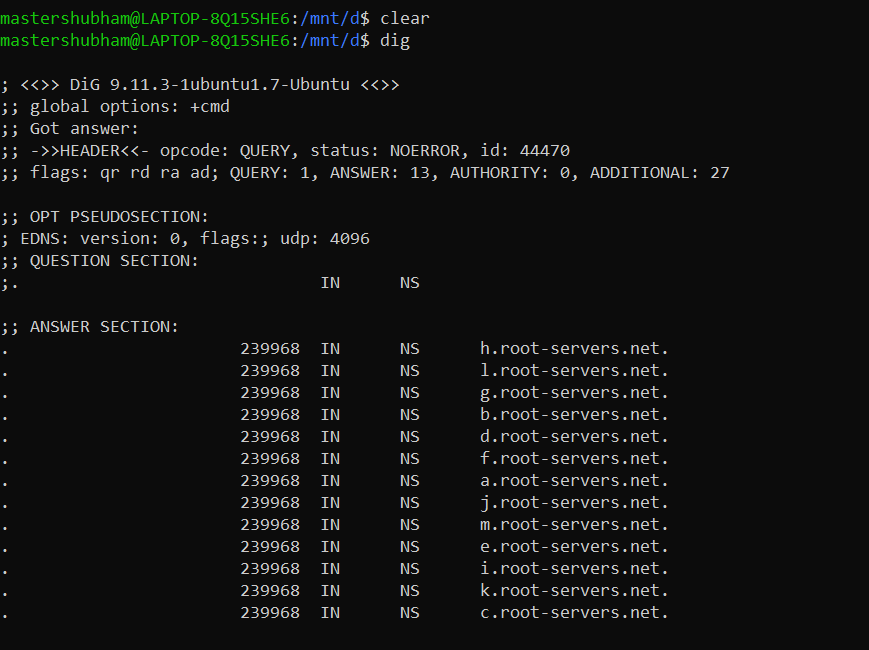 mastershubham@LAPTOP-8Q15SHE6:/mnt/d$ clear
mastershubham@LAPTOP-8Q15SHE6:/mnt/d$ dig
; <<>> DiG 9.11.3-1ubuntu1.7-Ubuntu <<>>
;; global options: +cmd
;; Got answer:
;; ->>HEADER<<- opcode: QUERY, status: NOERROR, id: 44470
;; flags: qr rd ra ad; QUERY: 1, ANSWER: 13, AUTHORITY: 0, ADDITIONAL: 27
;; OPT PSEUDOSECTION:
; EDNS: version: 0, flags:; udp: 4096
;; QUESTION SECTION:
;. IN NS
;; ANSWER SECTION:
. 239968 IN NS h.root-servers.net.
. 239968 IN NS l.root-servers.net.
. 239968 IN NS g.root-servers.net.
. 239968 IN NS b.root-servers.net.
. 239968 IN NS d.root-servers.net.
. 239968 IN NS f.root-servers.net.
. 239968 IN NS a.root-servers.net.
. 239968 IN NS j.root-servers.net.
. 239968 IN NS m.root-servers.net.
. 239968 IN NS e.root-servers.net.
. 239968 IN NS i.root-servers.net.
. 239968 IN NS k.root-servers.net.
. 239968 IN NS c.root-servers.net.